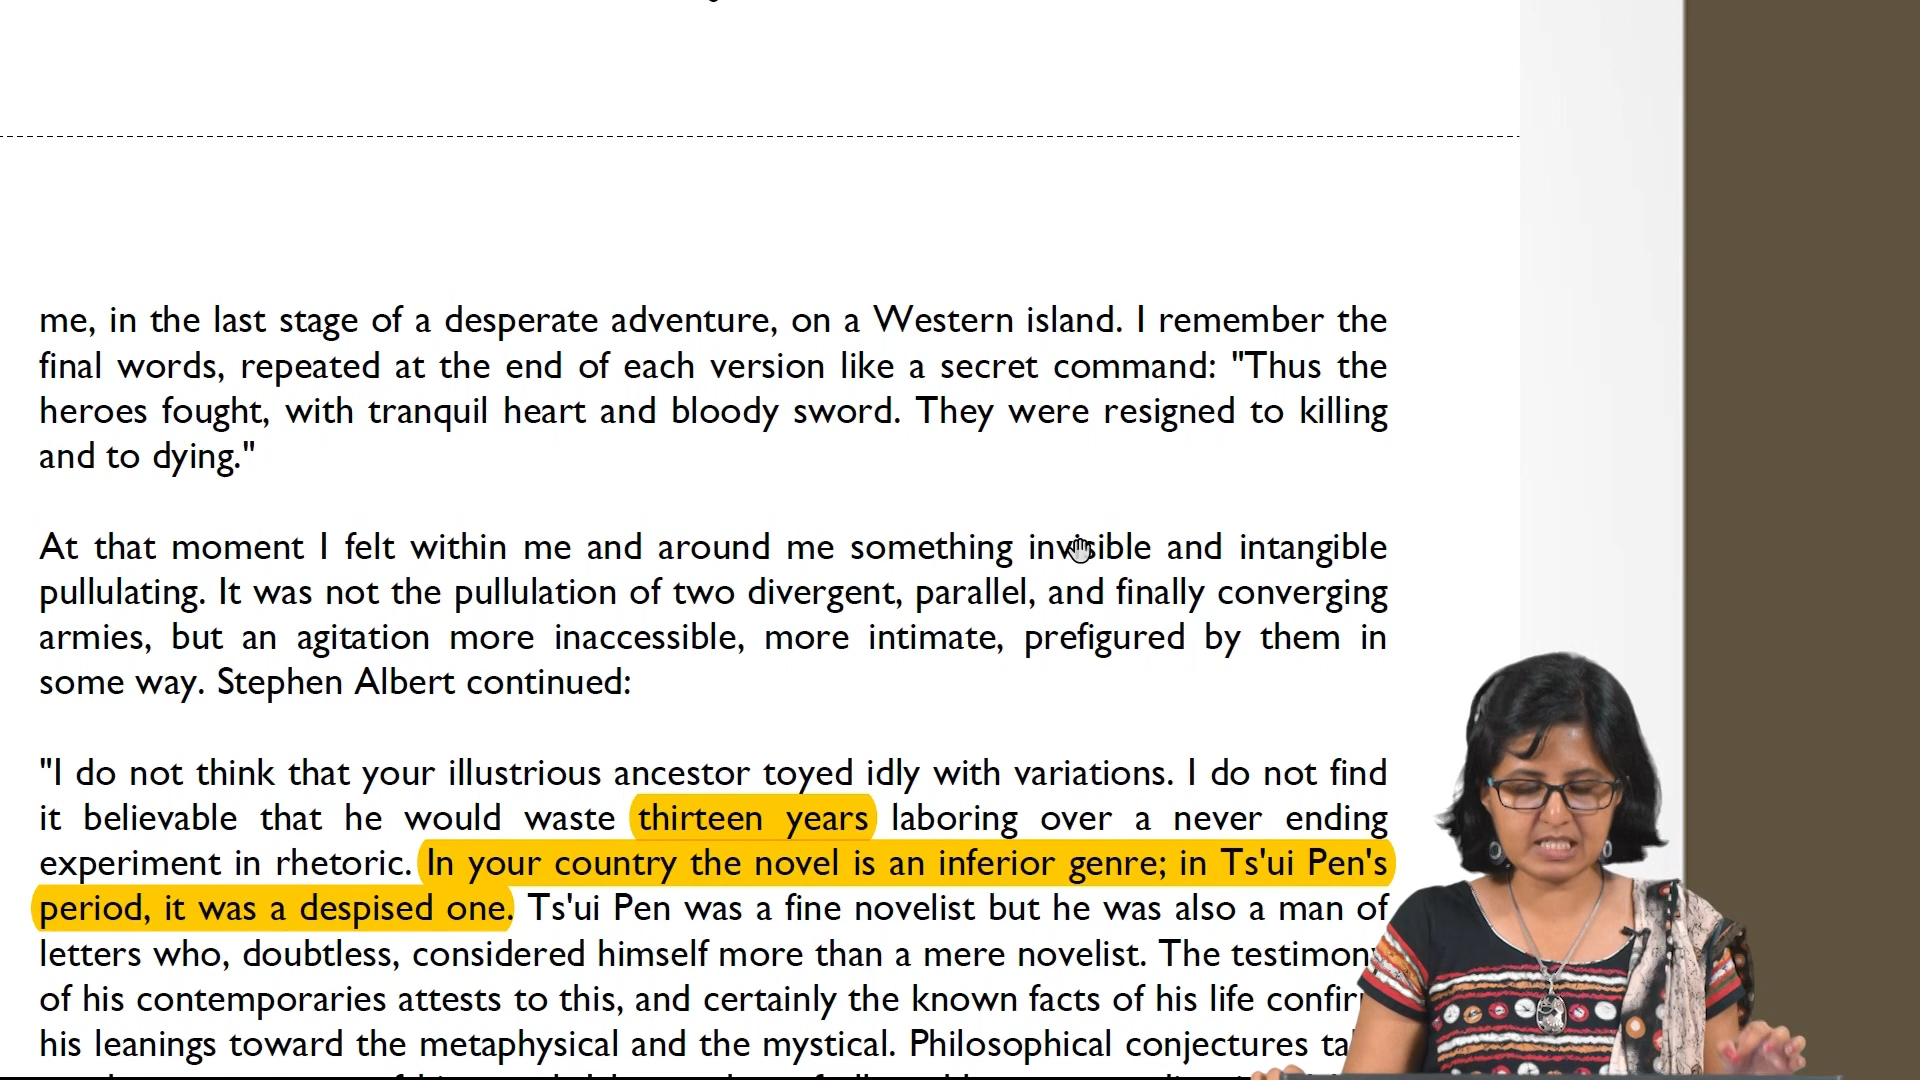 me, in the last stage of a desperate adventure, on a Western island. I remember the
final words, repeated at the end of each version like a secret command: "Thus the
heroes fought, with tranquil heart and bloody sword. They were resigned to killing
and to dying."
At that moment I felt within me and around me something invisible and intangible
pullulating. It was not the pullulation of two divergent, parallel, and finally converging
armies, but an agitation more inaccessible, more intimate, prefigured by them in
some way. Stephen Albert continued:
"I do not think that your illustrious ancestor toyed idly with variations. I do not find
it believable that he would waste thirteen years laboring over a never ending
experiment in rhetoric. In your country the novel is an inferior genre; in Ts'ui Pen's
period, it was a despised one. Ts'ui Pen was a fine novelist but he was also a man of
letters who, doubtless, considered himself more than a mere novelist. The testimony
of his contemporaries attests to this, and certainly the known facts of his life confirm
his leanings toward the metaphysical and the mystical. Philosophical conjectures